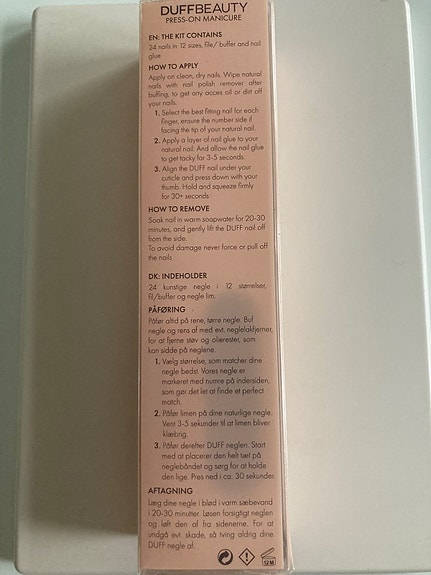 DUFFBEAUTY
PRESS-ON MANICURE
EN: THE KIT CONTAINS
24 nails in 12 sizes, file/ buffer and nail
glue
HOW TO APPLY
Apply on clean, dry nails. Wipe natural
nails with nail polish remover after
buffing, to get any acces oil or dirt off
your nails.
1. Select the best fitting nail for each
finger, ensure the number side if
facing the tip of your natural nail.
2. Apply a layer of nail glue to your
natural nail. And allow the nail glue
to get tacky for 3-5 seconds.
3. Align the DUFF nail under your
cuticle and press down with your
thumb. Hold and squeeze firmly
for 30+ seconds
HOW TO REMOVE
Soak nail in warm soapwater for 20-30
minutes, and gently lift the DUFF nail off
from the side.
To avoid damage never force or pull off
the nails
DK: INDEHOLDER
24 kunstige negle i 12 størrelser,
fil/buffer og negle lim.
PÅFØRING
Påfør altid på rene, tørre negle. Buf
negle og rens af med evt. neglelakfjerner,
for at fjerne støv og olierester, som
kan sidde på neglene.
1. Vælg størrelse, som matcher dine
negle bedst. Vores negle er
markeret med numre på indersiden,
som gør det let at finde et perfect
match.
2. Påfør limen på dine naturlige negle.
Vent 3-5 sekunder til at limen bliver
klæbrig.
3. Påfør derefter DUFF neglen. Start
med at placerer den helt tæt på
neglebåndet og sørg for at holde
den lige. Pres ned i ca. 30 sekunder
AFTAGNING
Læg dine negle i blød i varm sæbevand
i 20-30 minutter. Løsen forsigtigt neglen
og løft den af fra sidenerne. For at
undgå evt. skade, så tving aldrig dine
DUFF negle af.
12 M